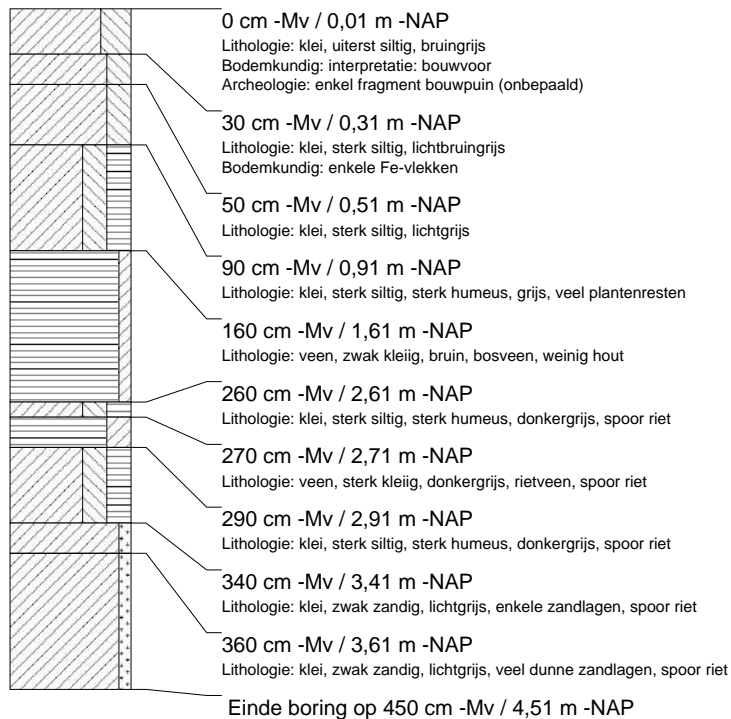 0 cm -Mv / 0,01 m -NAP
Lithologie: klei, uiterst siltig, bruingrijs
Bodemkundig: interpretatie: bouwvoor
Archeologie: enkel fragment bouwpuin (onbepaald)
30 cm -Mv / 0,31 m -NAP
Lithologie: klei, sterk siltig, lichtbruingrijs
Bodemkundig: enkele Fe-vlekken
50 cm -Mv / 0,51 m -NAP
Lithologie: klei, sterk siltig, lichtgrijs
90 cm -Mv / 0,91 m -NAP
Lithologie: klei, sterk siltig, sterk humeus, grijs, veel plantenresten
160 cm -Mv / 1,61 m -NAP
Lithologie: veen, zwak kleiig, bruin, bosveen, weinig hout
260 cm -Mv / 2,61 m -NAP
Lithologie: klei, sterk siltig, sterk humeus, donkergrijs, spoor riet
270 cm -Mv / 2,71 m -NAP
Lithologie: veen, sterk kleiig, donkergrijs, rietveen, spoor riet
290 cm -Mv / 2,91 m -NAP
Lithologie: klei, sterk siltig, sterk humeus, donkergrijs, spoor riet
340 cm -Mv / 3,41 m -NAP
Lithologie: klei, zwak zandig, lichtgrijs, enkele zandlagen, spoor riet
360 cm -Mv / 3,61 m -NAP
Lithologie: klei, zwak zandig, lichtgrijs, veel dunne zandlagen, spoor riet
Einde boring op 450 cm -Mv / 4,51 m -NAP